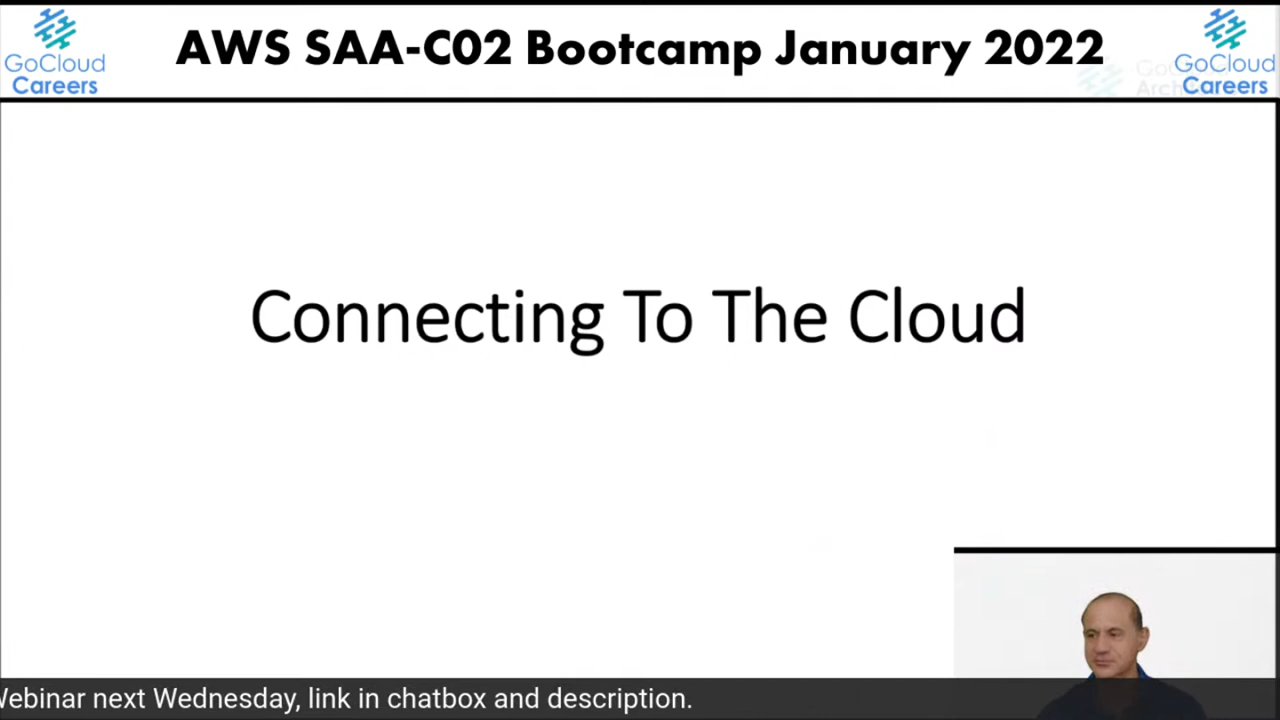 AWS SAA-C02 Bootcamp January 2022
GoCloud
Careers
GoCloud
Careers
Connecting To The Cloud
Webinar next Wednesday, link in chatbox and description.